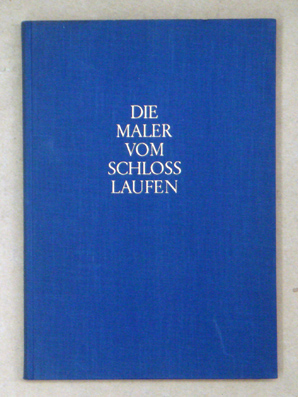 DIE
MALER
VOM
SCHLOSS
LAUFEN